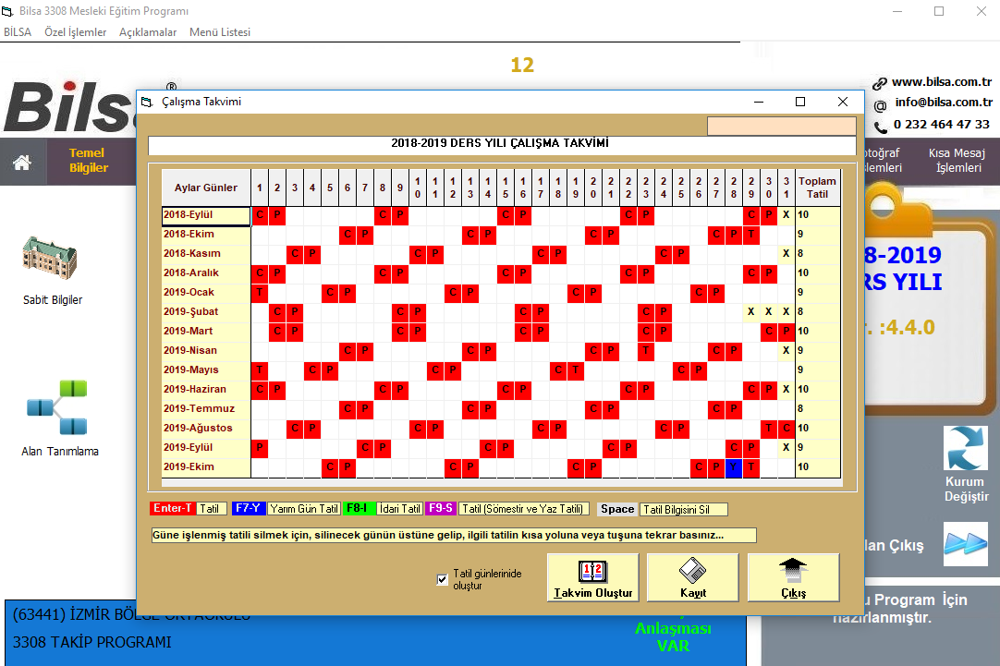 Bilsa 3308 Mesleki Eğitim Programı
BİLSA Özel İşlemler Açıklamalar Menü Listesi
12
Bilsa
®
www.bilsa.com.tr
info@bilsa.com.tr
0 232 464 47 33
Temel
Bilgiler
Kısa Mesaj
İşlemleri
Çalışma Takvimi
2018-2019 DERS YILI ÇALIŞMA TAKVİMİ
Aylar Günler 1 2 3 4 5 6 7 8 9 10 11 12 13 14 15 16 17 18 19 20 21 22 23 24 25 26 27 28 29 30 31 Toplam Tatil
2018-Eylül C P C P C P C P C P X 10
2018-Ekim C P C P C P C P T 9
2018-Kasım C P C P C P C P X 8
2018-Aralık C P C P C P C P C P 10
2019-Ocak T C P C P C P C P 9
2019-Şubat C P C P C P C P X X X 8
2019-Mart C P C P C P C P C P 10
2019-Nisan C P C P C P T C P X 9
2019-Mayıs T C P C P C T C P 9
2019-Haziran C P C P C P C P C P X 10
2019-Temmuz C P C P C P C P 8
2019-Ağustos C P C P C P C P T C 10
2019-Eylül P C P C P C P C P X 9
2019-Ekim C P C P C P C P Y T 10
Enter-T Tatil F7-Y Yarım Gün Tatil F8-I İdari Tatil F9-S Tatil (Sömestir ve Yaz Tatili) Space Tatil Bilgisini Sil
Güne işlenmiş tatili silmek için, silinecek günün üstüne gelip, ilgili tatilin kısa yoluna veya tuşuna tekrar basınız...
Tatil günlerinide
oluştur
Takvim Oluştur
Kayıt
Çıkış
Sabit Bilgiler
Alan Tanımlama
8-2019
YILI
:4.4.0
Kurum
Değiştir
Çıkış
Program İçin
hazırlanmıştır.
(63441) İZMİR BÖLGE ORTAOKULU
3308 TAKİP PROGRAMI
Anlaşması
VAR